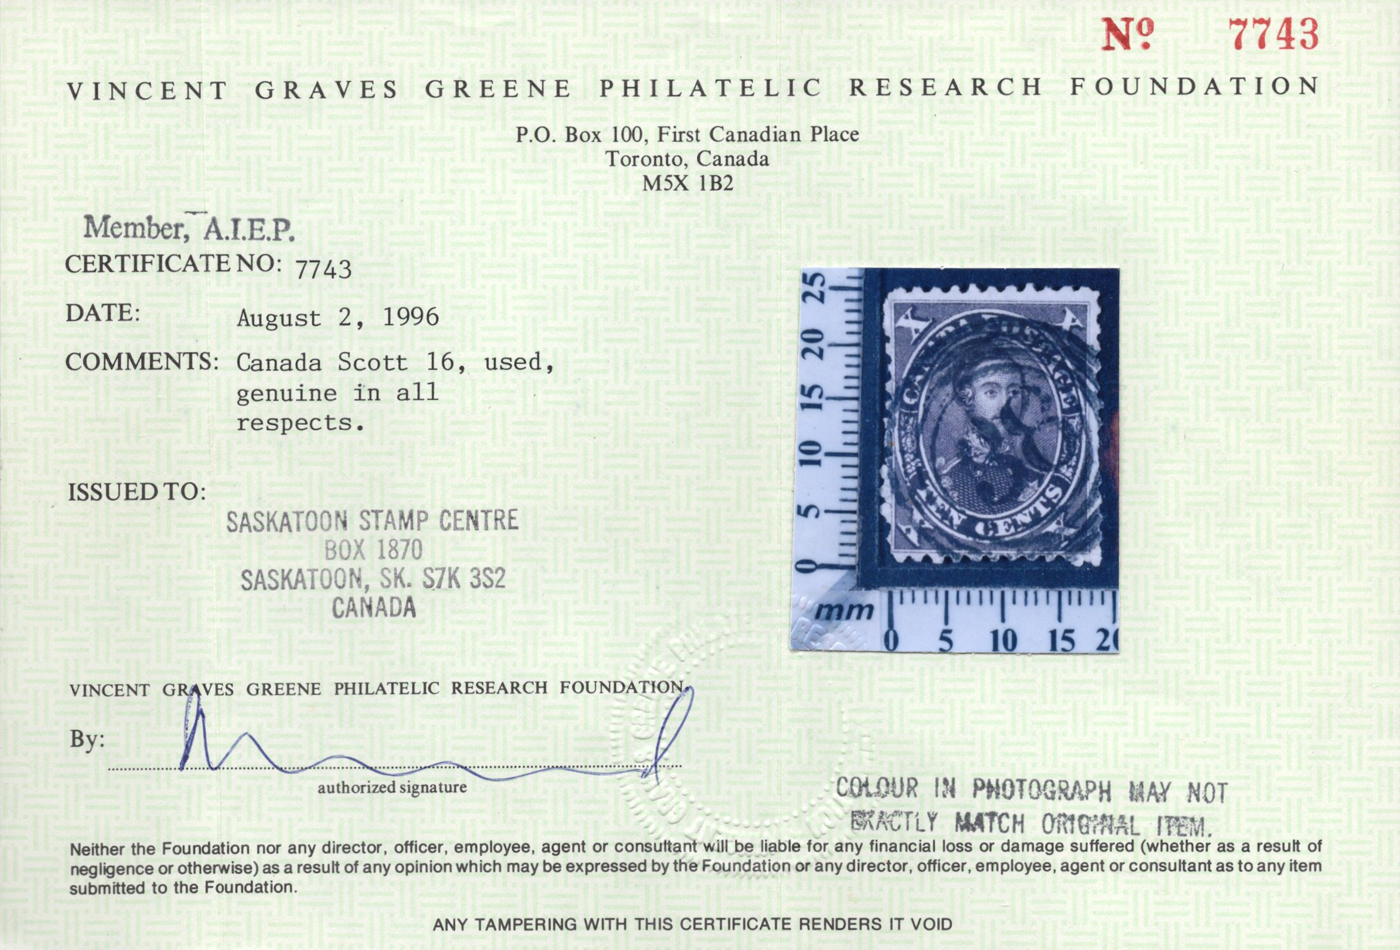 Nº 7743
VINCENT GRAVES GREENE PHILATELIC RESEARCH FOUNDATION
P.O. Box 100, First Canadian Place
Toronto, Canada
M5X 1B2
Member, A.I.E.P.
CERTIFICATE NO: 7743
DATE: August 2, 1996
COMMENTS: Canada Scott 16, used,
genuine in all
respects.
ISSUED TO:
SASKATOON STAMP CENTRE
BOX 1870
SASKATOON, SK. S7K 3S2
CANADA
25
20
15
10
5
0
mm
0 5 10 15 20
X X
CANADA POSTAGE
VINCENT GRAVES GREENE PHILATELIC RESEARCH FOUNDATION
By:
authorized signature
COLOUR IN PHOTOGRAPH MAY NOT
EXACTLY MATCH ORIGINAL ITEM.
Neither the Foundation nor any director, officer, employee, agent or consultant will be liable for any financial loss or damage suffered (whether as a result of
negligence or otherwise) as a result of any opinion which may be expressed by the Foundation or any director, officer, employee, agent or consultant as to any item
submitted to the Foundation.
ANY TAMPERING WITH THIS CERTIFICATE RENDERS IT VOID